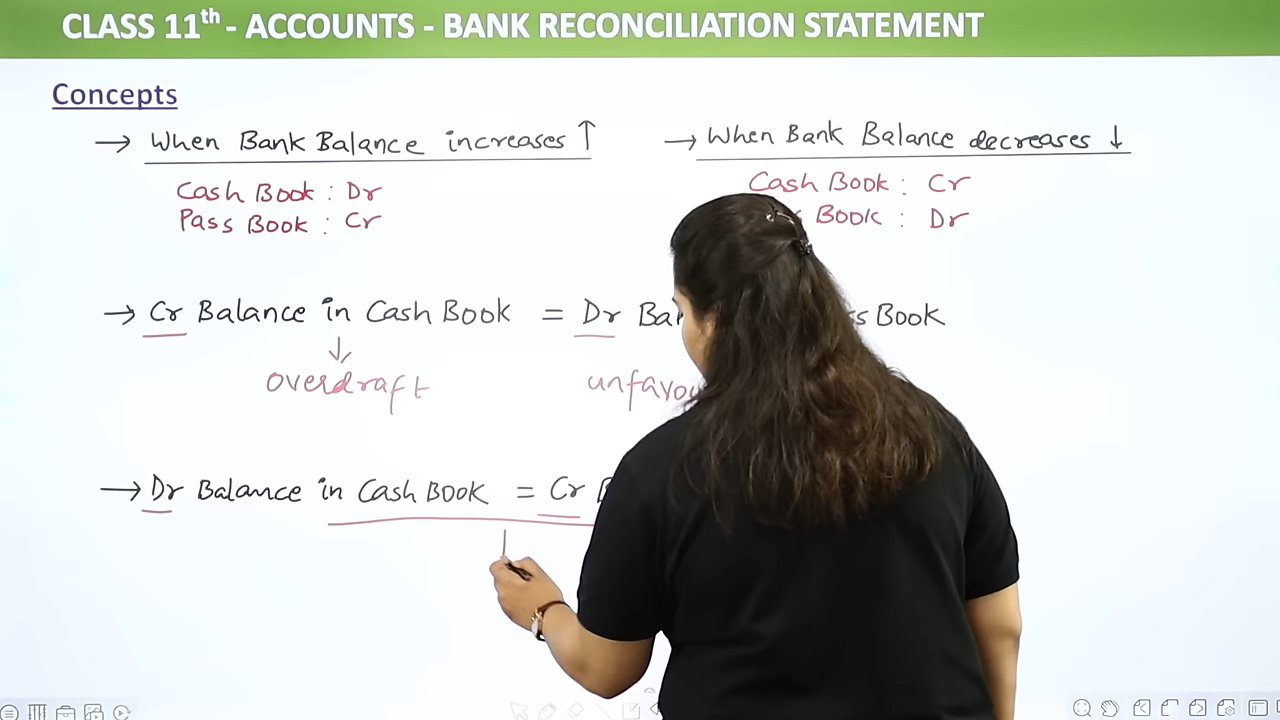 CLASS 11th - ACCOUNTS - BANK RECONCILIATION STATEMENT
Concepts
→ When Bank Balance increases ↑
Cash Book : Dr
Pass Book : Cr
→ When Bank Balance decreases ↓
Cash Book : Cr
Book : Dr
→ Cr Balance in Cash Book = Dr Book
↓
overdraft
→ Dr Balance in Cash Book = Cr